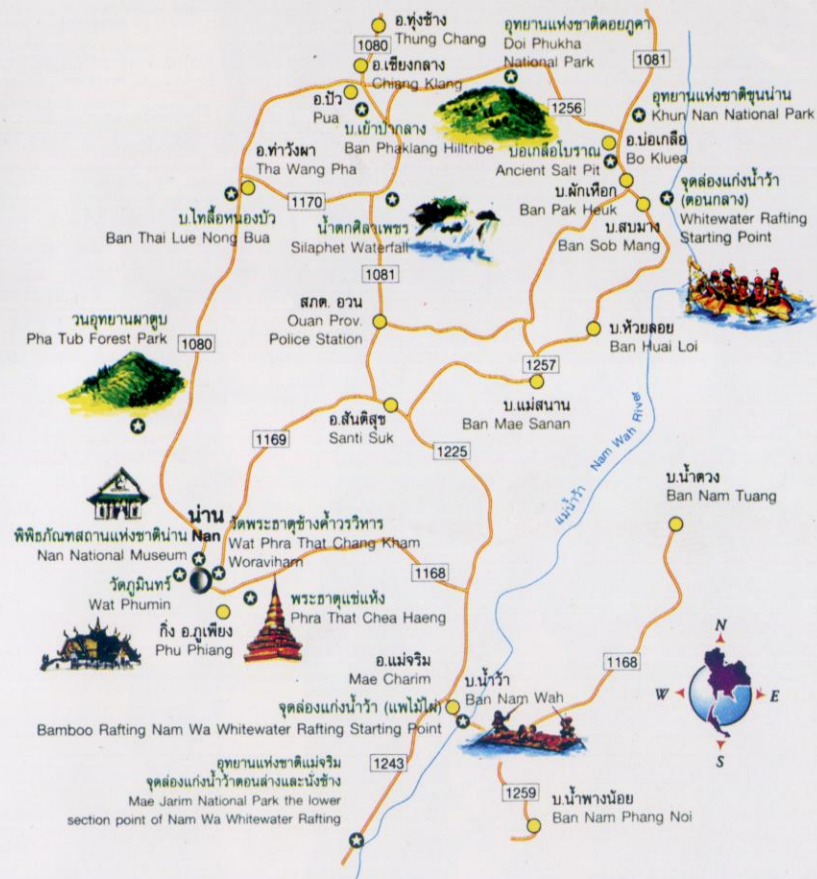 อ.ทุ่งช้าง
Thung Chang
1080
อ.เชียงกลาง
Chiang Klang
อ.ปัว
Pua
บ.เย้าป่ากลาง
Ban Phaklang Hilltribe
อุทยานแห่งชาติดอยภูคา
Doi Phukha
National Park
1081
1256
อุทยานแห่งชาติขุนน่าน
Khun Nan National Park
อ.บ่อเกลือ
Bo Kluea
บ่อเกลือโบราณ
Ancient Salt Pit
อ.ท่าวังผา
Tha Wang Pha
1170
บ.ไทลื้อหนองบัว
Ban Thai Lue Nong Bua
น้ำตกศิลาเพชร
Silaphet Waterfall
บ.ผักเหือก
Ban Pak Heuk
บ.สบมาง
Ban Sob Mang
จุดล่องแก่งน้ำว้า
(ตอนกลาง)
Whitewater Rafting
Starting Point
1081
สภต. อวน
Ouan Prov.
Police Station
วนอุทยานผาตูบ
Pha Tub Forest Park
1080
บ.ห้วยลอย
Ban Huai Loi
1257
บ.แม่สนาน
Ban Mae Sanan
อ.สันติสุข
Santi Suk
1169
1225
แม่น้ำว้า Nam Wah River
บ.น้ำตวง
Ban Nam Tuang
น่าน
Nan
พิพิธภัณฑสถานแห่งชาติน่าน
Nan National Museum
วัดพระธาตุช้างค้ำวรวิหาร
Wat Phra That Chang Kham
Woraviham
วัดภูมินทร์
Wat Phumin
1168
พระธาตุแช่แห้ง
Phra That Chea Haeng
กิ่ง อ.ภูเพียง
Phu Phiang
อ.แม่จริม
Mae Charim
บ.น้ำว้า
Ban Nam Wah
1168
N
W
E
S
จุดล่องแก่งน้ำว้า (แพไม้ไผ่)
Bamboo Rafting Nam Wa Whitewater Rafting Starting Point
1243
อุทยานแห่งชาติแม่จริม
จุดล่องแก่งน้ำว้าตอนล่างและนั่งช้าง
Mae Jarim National Park the lower
section point of Nam Wa Whitewater Rafting
1259
บ.น้ำพางน้อย
Ban Nam Phang Noi